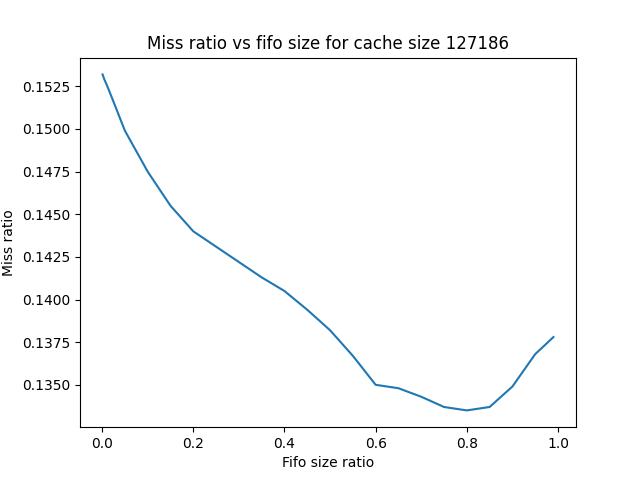 Miss ratio vs fifo size for cache size 127186
0.1525
0.1500
0.1475
0.1450
0.1425
0.1400
0.1375
0.1350
Miss ratio
0.0 0.2 0.4 0.6 0.8 1.0
Fifo size ratio